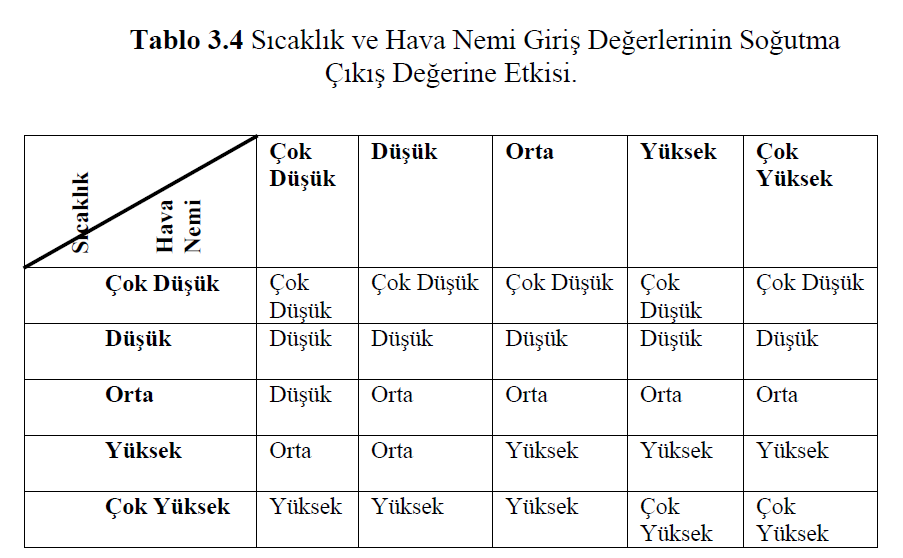 Tablo 3.4 Sıcaklık ve Hava Nemi Giriş Değerlerinin Soğutma
Çıkış Değerine Etkisi.
Sıcaklık
Hava
Nemi
Çok
Düşük
Düşük
Orta
Yüksek
Çok
Yüksek
Çok Düşük
Çok
Düşük
Çok Düşük
Çok Düşük
Çok
Düşük
Çok Düşük
Düşük
Düşük
Düşük
Düşük
Düşük
Düşük
Orta
Düşük
Orta
Orta
Orta
Orta
Yüksek
Orta
Orta
Yüksek
Yüksek
Yüksek
Çok Yüksek
Yüksek
Yüksek
Yüksek
Çok
Yüksek
Çok
Yüksek